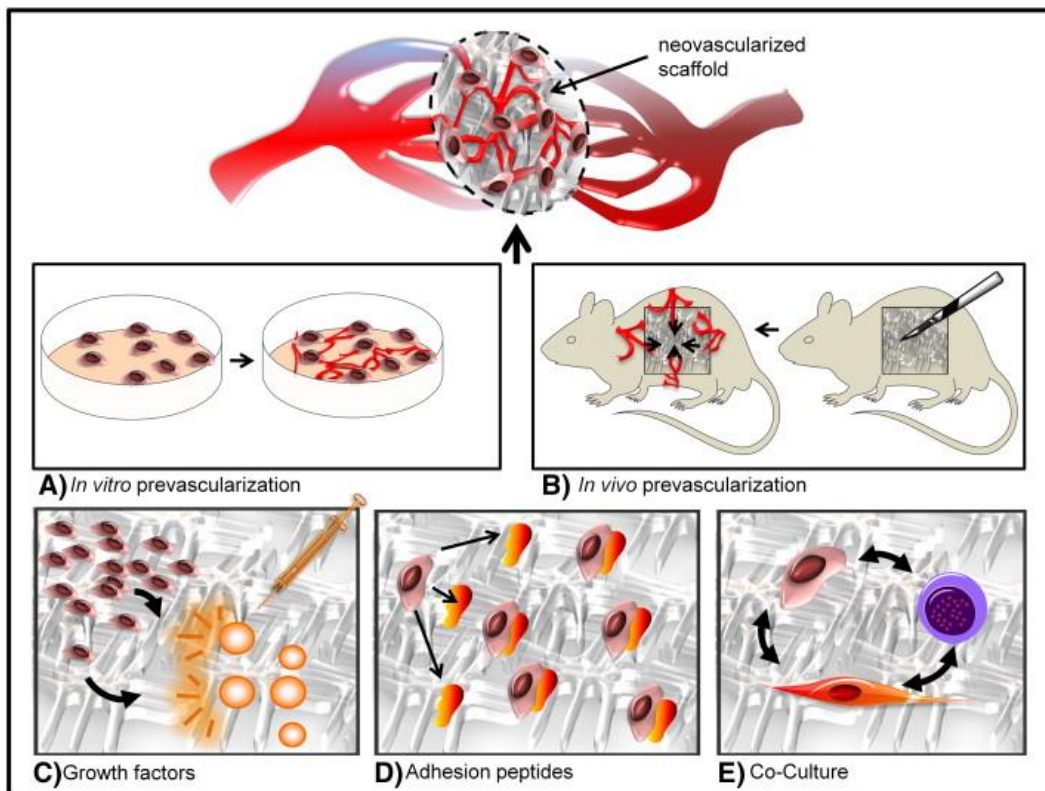 neovascularized
scaffold
A) In vitro prevascularization
B) In vivo prevascularization
C) Growth factors
D) Adhesion peptides
E) Co-Culture